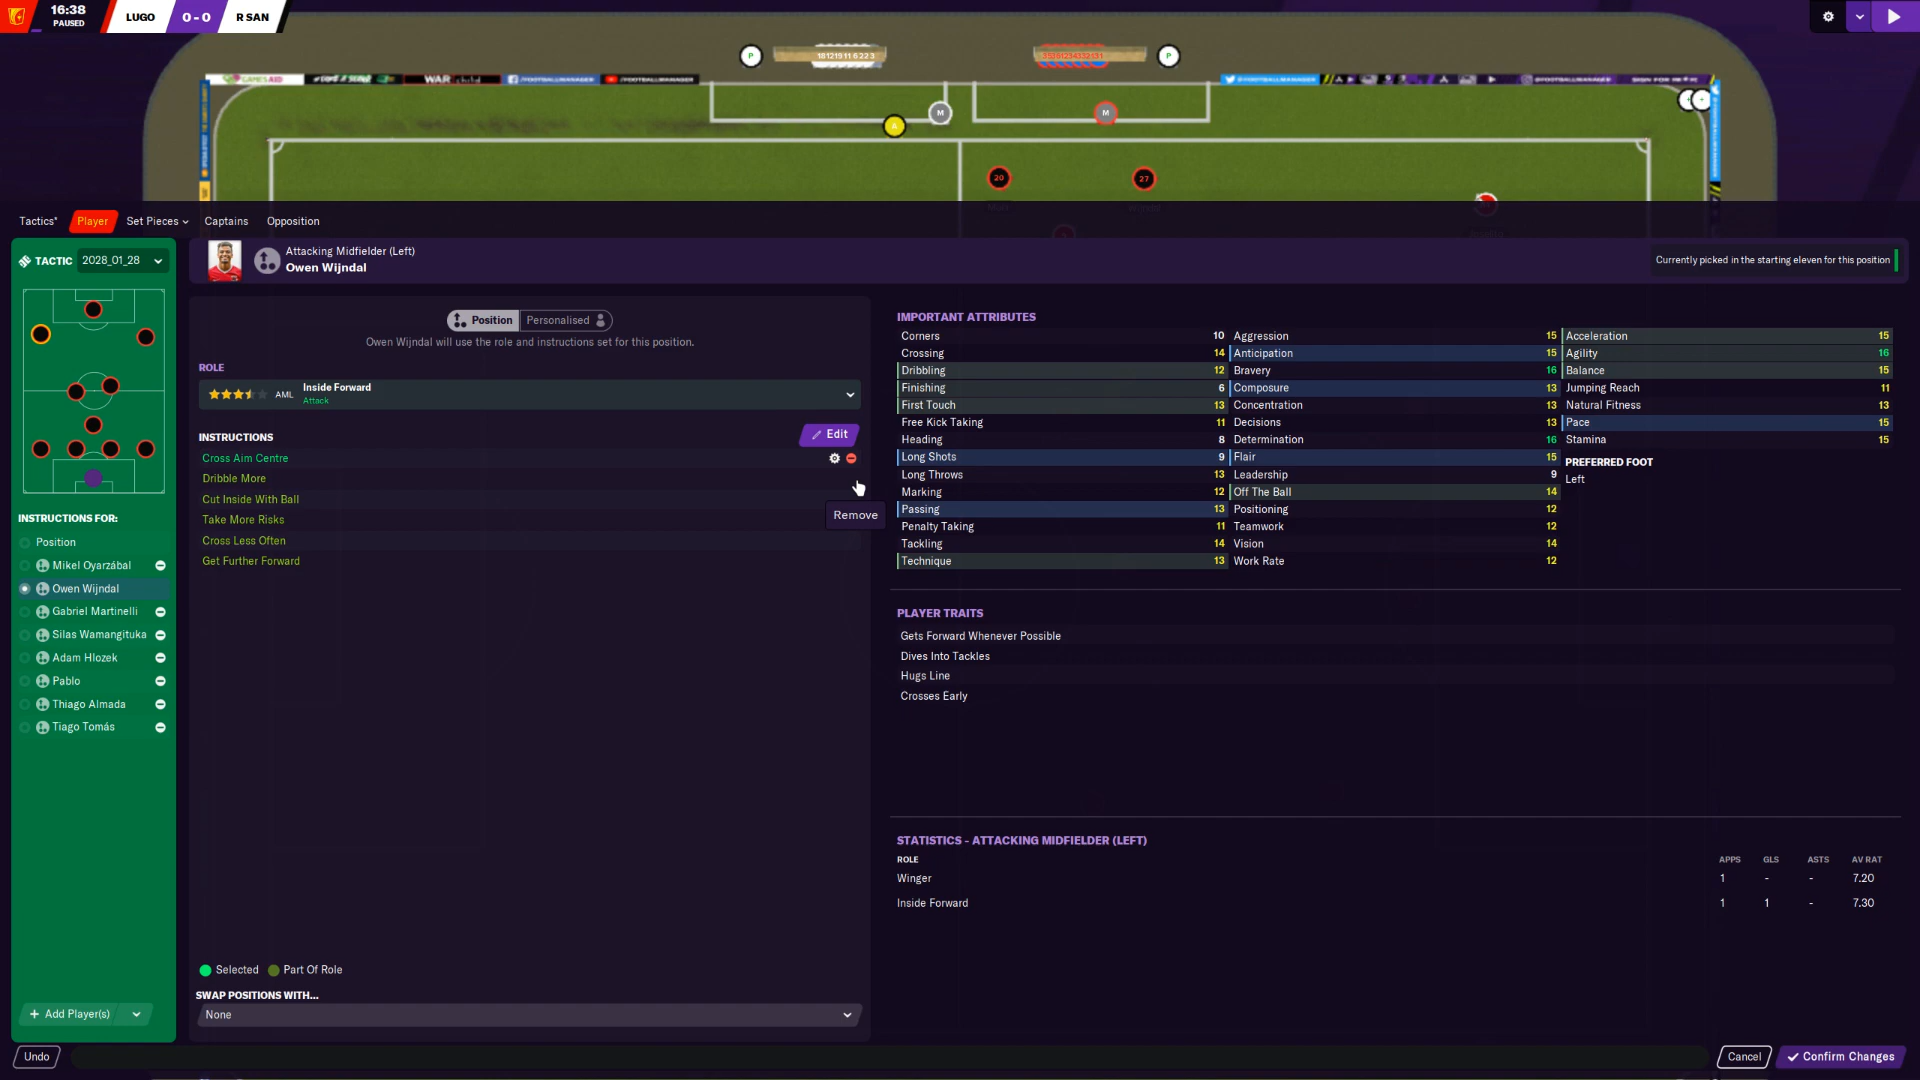 16:38
PAUSED
LUGO
0 - 0
R SAN
P
P
GAMES AID
WAR child
/FOOTBALLMANAGER
/FOOTBALLMANAGER
@FOOTBALLMANAGER
/FOOTBALLMANAGER
M
M
A
20
27
Tactics*
Player
Set Pieces
Captains
Opposition
TACTIC
2028_01_28
Attacking Midfielder (Left)
Owen Wijndal
Currently picked in the starting eleven for this position
Position
Personalised
Owen Wijndal will use the role and instructions set for this position.
ROLE
AML
Inside Forward
Attack
INSTRUCTIONS
Edit
Cross Aim Centre
Dribble More
Cut Inside With Ball
Take More Risks
Cross Less Often
Get Further Forward
Remove
Selected
Part Of Role
SWAP POSITIONS WITH...
None
INSTRUCTIONS FOR:
Position
Mikel Oyarzábal
Owen Wijndal
Gabriel Martinelli
Silas Wamangituka
Adam Hlozek
Pablo
Thiago Almada
Tiago Tomás
+ Add Player(s)
IMPORTANT ATTRIBUTES
Corners 10
Crossing 14
Dribbling 12
Finishing 6
First Touch 13
Free Kick Taking 11
Heading 8
Long Shots 9
Long Throws 13
Marking 12
Passing 13
Penalty Taking 11
Tackling 14
Technique 13
Aggression 15
Anticipation 15
Bravery 16
Composure 13
Concentration 13
Decisions 13
Determination 16
Flair 15
Leadership 9
Off The Ball 14
Positioning 12
Teamwork 12
Vision 14
Work Rate 12
Acceleration 15
Agility 16
Balance 15
Jumping Reach 11
Natural Fitness 13
Pace 15
Stamina 15
PREFERRED FOOT
Left
PLAYER TRAITS
Gets Forward Whenever Possible
Dives Into Tackles
Hugs Line
Crosses Early
STATISTICS - ATTACKING MIDFIELDER (LEFT)
ROLE APPS GLS ASTS AV RAT
Winger 1 - - 7.20
Inside Forward 1 1 - 7.30
Undo
Cancel
Confirm Changes